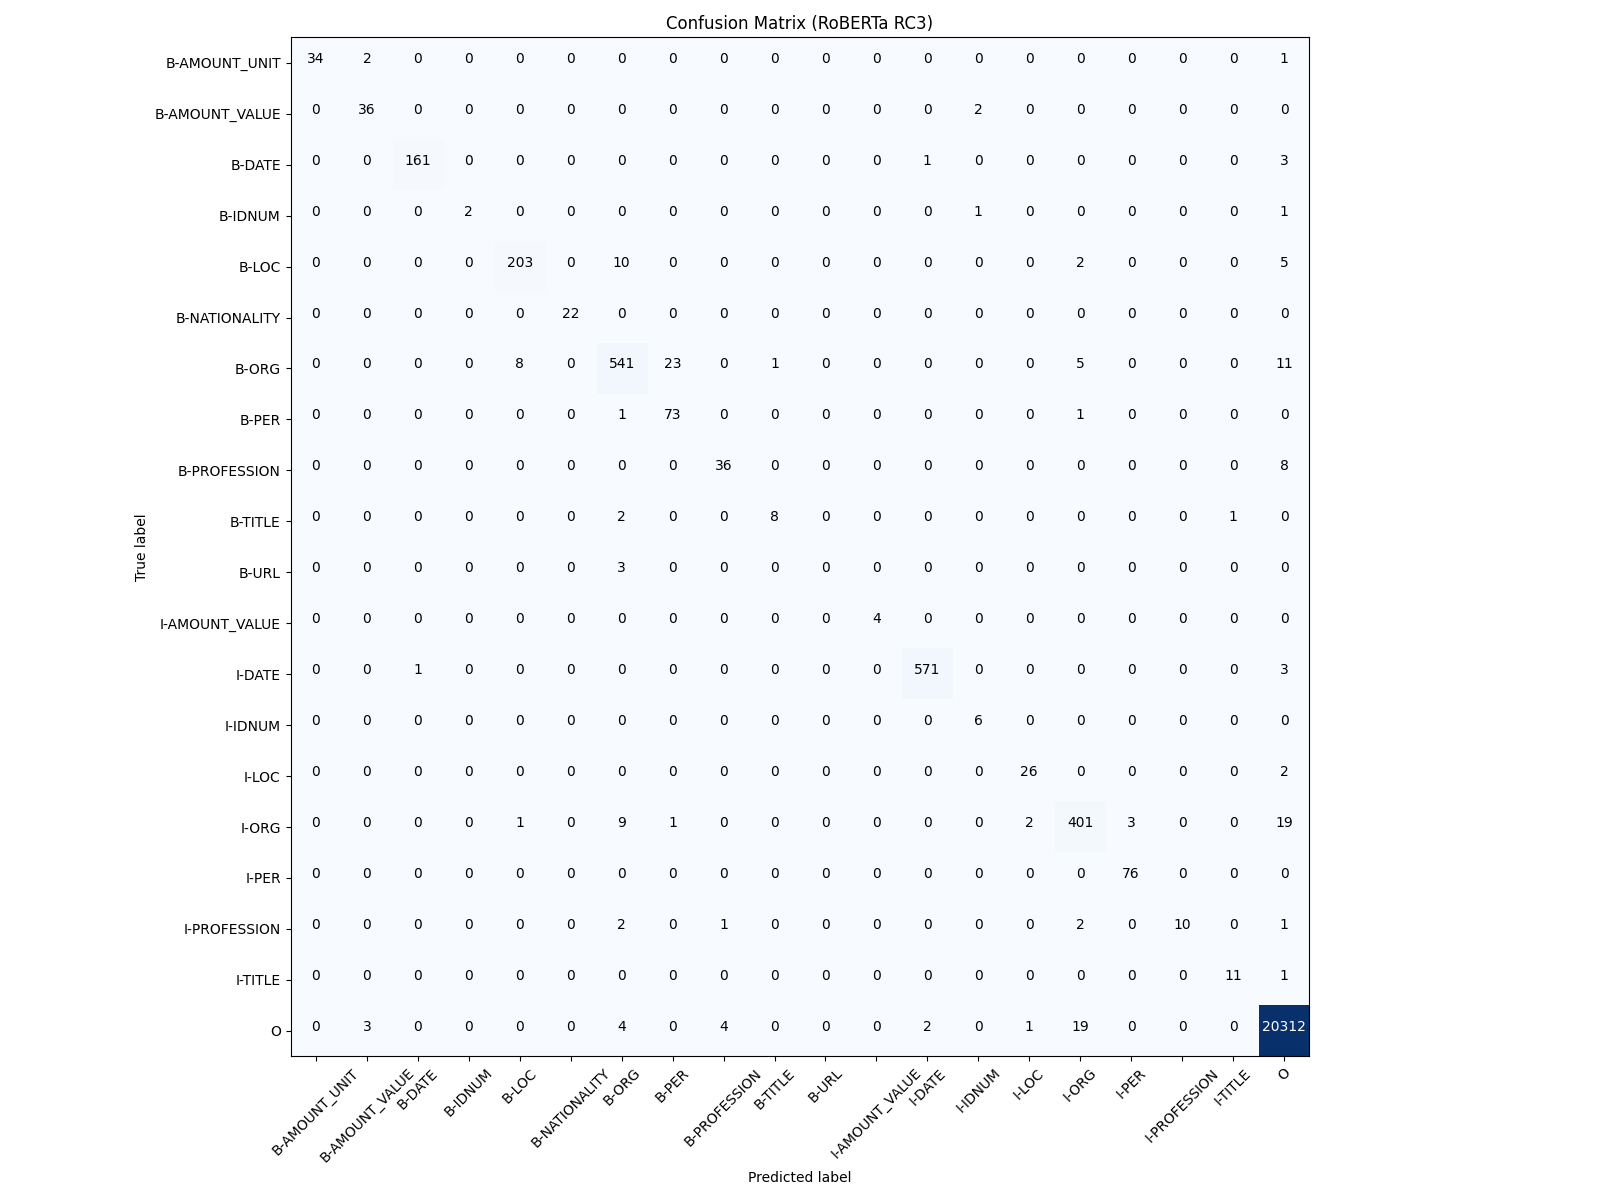 Confusion Matrix (RoBERTa RC3)
B-AMOUNT_UNIT 34 2 0 0 0 0 0 0 0 0 0 0 0 0 0 0 0 0 0 1
B-AMOUNT_VALUE 0 36 0 0 0 0 0 0 0 0 0 0 0 2 0 0 0 0 0 0
B-DATE 0 0 161 0 0 0 0 0 0 0 0 0 1 0 0 0 0 0 0 3
B-IDNUM 0 0 0 2 0 0 0 0 0 0 0 0 0 1 0 0 0 0 0 1
B-LOC 0 0 0 0 203 0 10 0 0 0 0 0 0 0 0 2 0 0 0 5
B-NATIONALITY 0 0 0 0 0 22 0 0 0 0 0 0 0 0 0 0 0 0 0 0
B-ORG 0 0 0 0 8 0 541 23 0 1 0 0 0 0 0 5 0 0 0 11
B-PER 0 0 0 0 0 0 1 73 0 0 0 0 0 0 0 1 0 0 0 0
B-PROFESSION 0 0 0 0 0 0 0 0 36 0 0 0 0 0 0 0 0 0 0 8
B-TITLE 0 0 0 0 0 0 2 0 0 8 0 0 0 0 0 0 0 0 1 0
B-URL 0 0 0 0 0 0 3 0 0 0 0 0 0 0 0 0 0 0 0 0
I-AMOUNT_VALUE 0 0 0 0 0 0 0 0 0 0 0 4 0 0 0 0 0 0 0 0
I-DATE 0 0 1 0 0 0 0 0 0 0 0 0 571 0 0 0 0 0 0 3
I-IDNUM 0 0 0 0 0 0 0 0 0 0 0 0 0 6 0 0 0 0 0 0
I-LOC 0 0 0 0 0 0 0 0 0 0 0 0 0 0 26 0 0 0 0 2
I-ORG 0 0 0 0 1 0 9 1 0 0 0 0 0 0 2 401 3 0 0 19
I-PER 0 0 0 0 0 0 0 0 0 0 0 0 0 0 0 0 76 0 0 0
I-PROFESSION 0 0 0 0 0 0 2 0 1 0 0 0 0 0 0 2 0 10 0 1
I-TITLE 0 0 0 0 0 0 0 0 0 0 0 0 0 0 0 0 0 0 11 1
O 0 3 0 0 0 0 4 0 4 0 0 0 2 0 1 19 0 0 0 20312
True label
B-AMOUNT_UNIT
B-AMOUNT_VALUE
B-DATE
B-IDNUM
B-LOC
B-NATIONALITY
B-ORG
B-PER
B-PROFESSION
B-TITLE
B-URL
I-AMOUNT_VALUE
I-DATE
I-IDNUM
I-LOC
I-ORG
I-PER
I-PROFESSION
I-TITLE
O
Predicted label